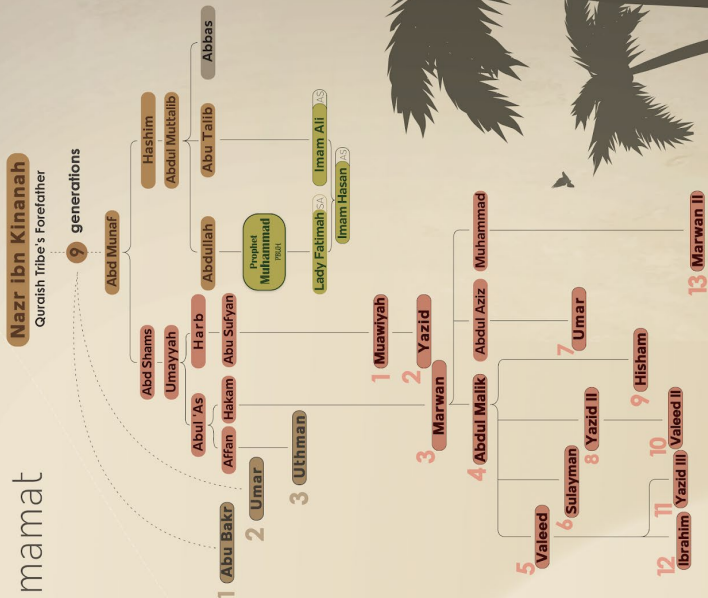 mamat
Nazr ibn Kinanah
Quraish Tribe's Forefather
9 generations
Abd Munaf
Abd Shams
Hashim
Umayyah
Abdul Muttalib
Abul 'As
Harb
Abdullah
Abu Talib
Abbas
1 Abu Bakr
Affan
Hakam
Abu Sufyan
2 Umar
Prophet
Muhammad
PBUH
3 Uthman
Lady Fatimah (SA)
Imam Ali (AS)
Imam Hasan (AS)
1 Muawiyah
2 Yazid
3 Marwan
4 Abdul Malik
Abdul Aziz
Muhammad
5 Valeed
6 Sulayman
7 Umar
8 Yazid II
9 Hisham
10 Valeed II
11 Yazid III
12 Ibrahim
13 Marwan II